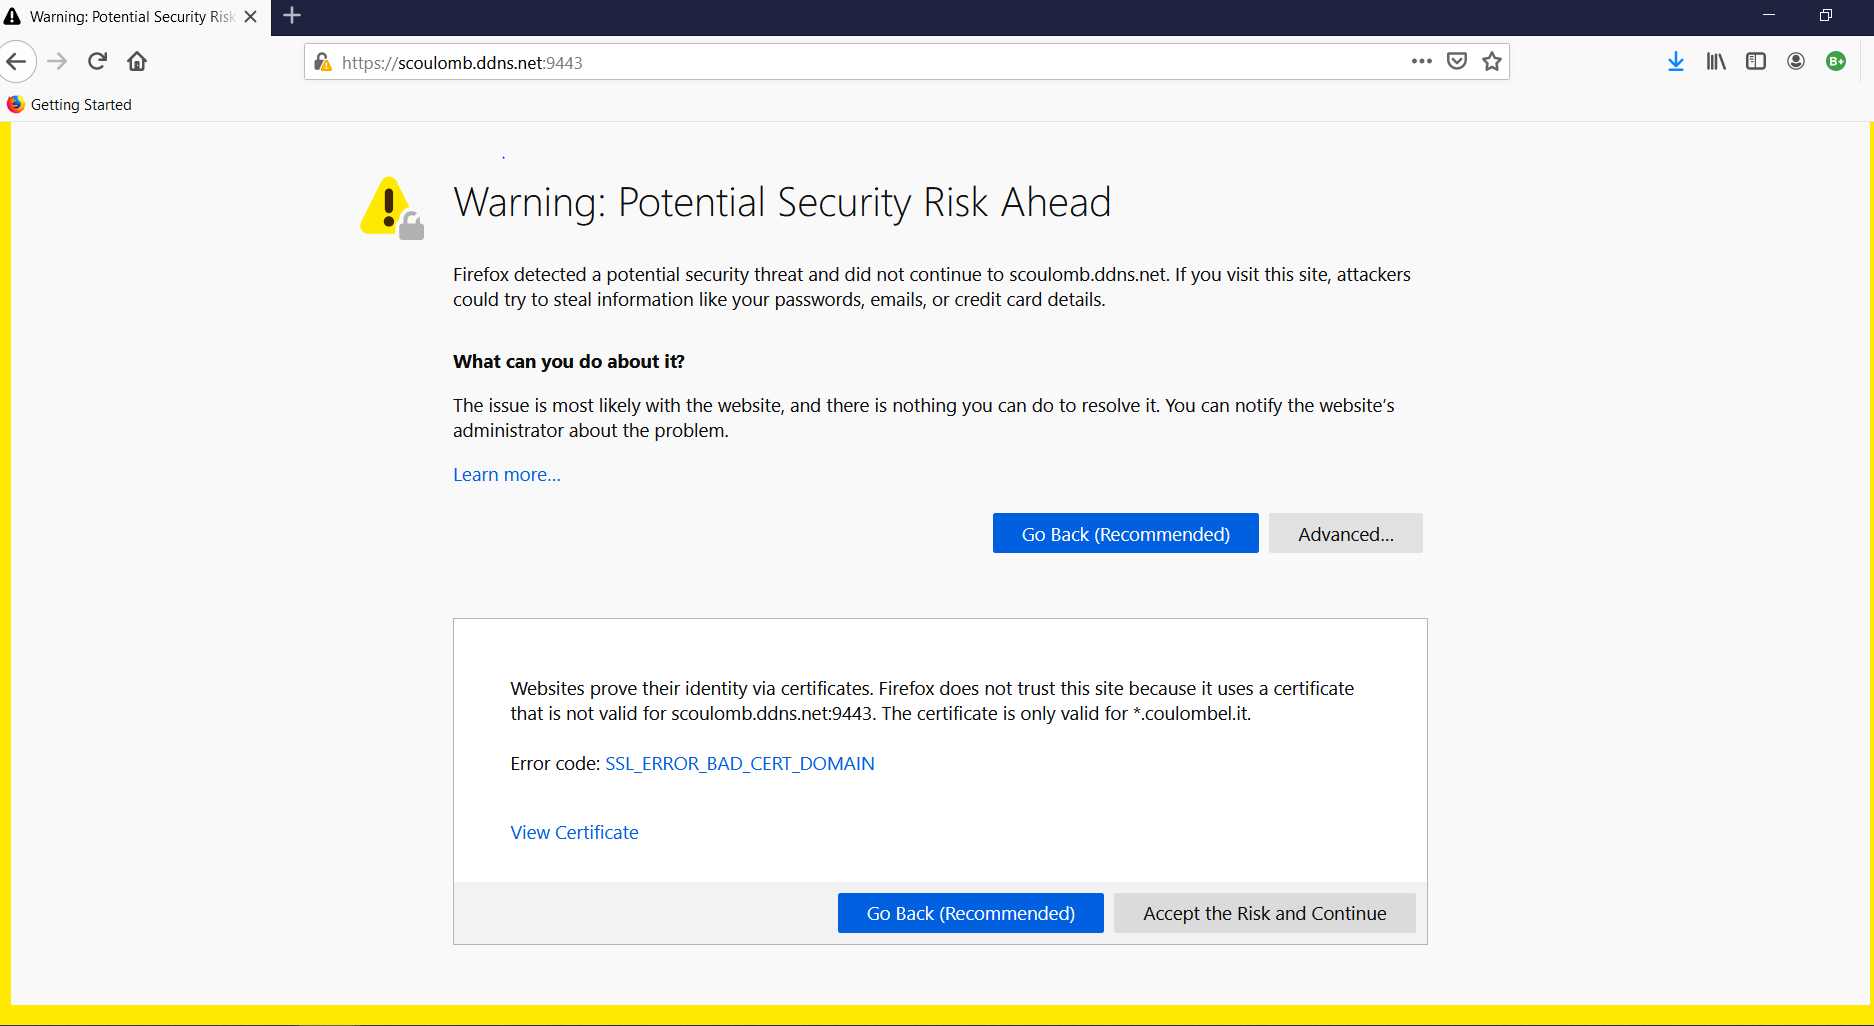 Warning: Potential Security Risk
https://scoulomb.ddns.net:9443
B+
Getting Started
Warning: Potential Security Risk Ahead
Firefox detected a potential security threat and did not continue to scoulomb.ddns.net. If you visit this site, attackers
could try to steal information like your passwords, emails, or credit card details.
What can you do about it?
The issue is most likely with the website, and there is nothing you can do to resolve it. You can notify the website’s
administrator about the problem.
Learn more…
Go Back (Recommended)
Advanced…
Websites prove their identity via certificates. Firefox does not trust this site because it uses a certificate
that is not valid for scoulomb.ddns.net:9443. The certificate is only valid for *.coulombel.it.
Error code: SSL_ERROR_BAD_CERT_DOMAIN
View Certificate
Go Back (Recommended)
Accept the Risk and Continue